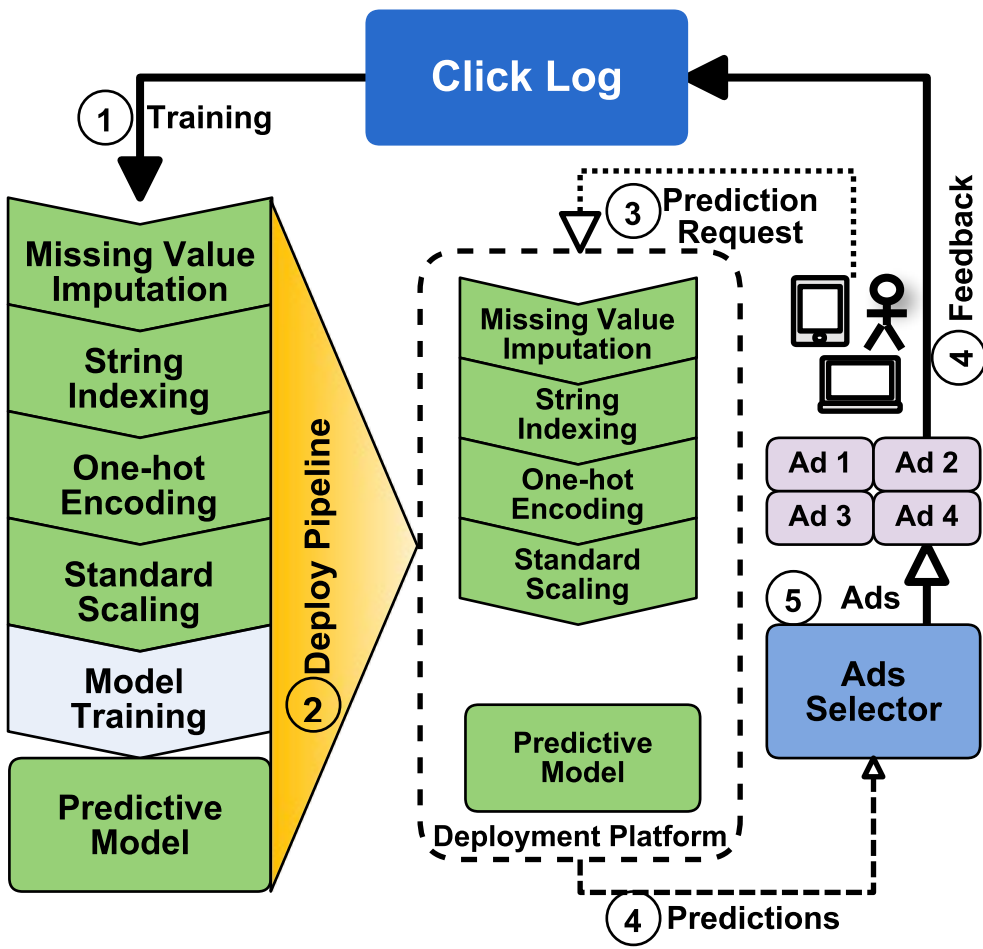 Click Log
1
Training
Missing Value
Imputation
String
Indexing
One-hot
Encoding
Standard
Scaling
Model
Training
Predictive
Model
2
Deploy Pipeline
3
Prediction
Request
Missing Value
Imputation
String
Indexing
One-hot
Encoding
Standard
Scaling
Predictive
Model
Deployment Platform
4
Predictions
Ads
Selector
5
Ads
Ad 1
Ad 2
Ad 3
Ad 4
4
Feedback